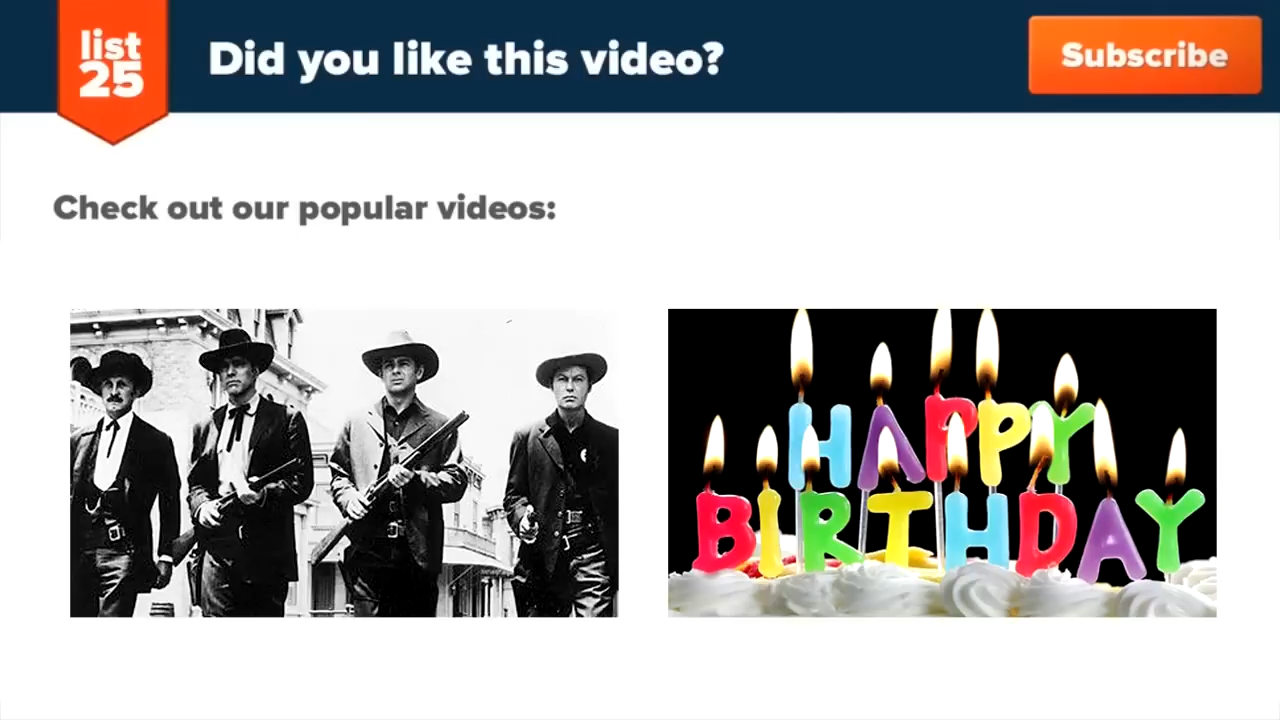 list
25
Did you like this video?
Subscribe
Check out our popular videos:
HAPPY
BIRTHDAY